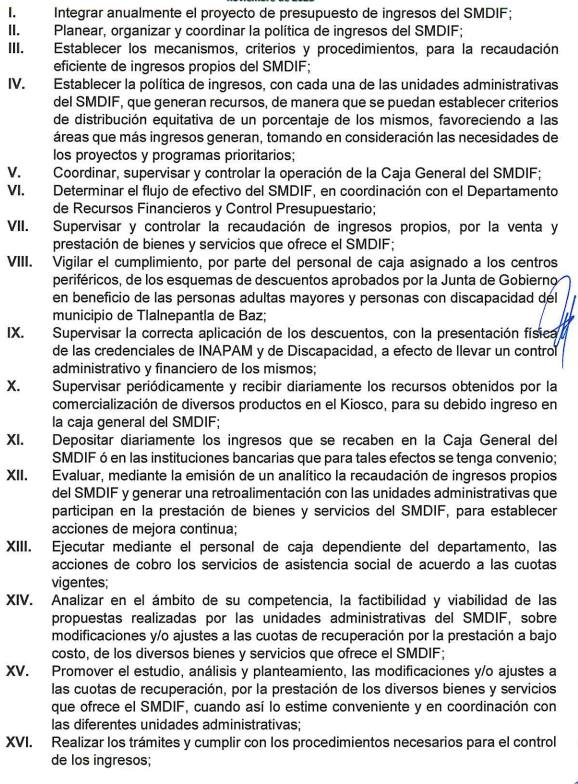 I. Integrar anualmente el proyecto de presupuesto de ingresos del SMDIF;
II. Planear, organizar y coordinar la política de ingresos del SMDIF;
III. Establecer los mecanismos, criterios y procedimientos, para la recaudación
eficiente de ingresos propios del SMDIF;
IV. Establecer la política de ingresos, con cada una de las unidades administrativas
del SMDIF, que generan recursos, de manera que se puedan establecer criterios
de distribución equitativa de un porcentaje de los mismos, favoreciendo a las
áreas que más ingresos generan, tomando en consideración las necesidades de
los proyectos y programas prioritarios;
V. Coordinar, supervisar y controlar la operación de la Caja General del SMDIF;
VI. Determinar el flujo de efectivo del SMDIF, en coordinación con el Departamento
de Recursos Financieros y Control Presupuestario;
VII. Supervisar y controlar la recaudación de ingresos propios, por la venta y
prestación de bienes y servicios que ofrece el SMDIF;
VIII. Vigilar el cumplimiento, por parte del personal de caja asignado a los centros
periféricos, de los esquemas de descuentos aprobados por la Junta de Gobierno
en beneficio de las personas adultas mayores y personas con discapacidad del
municipio de Tlalnepantla de Baz;
IX. Supervisar la correcta aplicación de los descuentos, con la presentación física
de las credenciales de INAPAM y de Discapacidad, a efecto de llevar un control
administrativo y financiero de los mismos;
X. Supervisar periódicamente y recibir diariamente los recursos obtenidos por la
comercialización de diversos productos en el Kiosco, para su debido ingreso en
la caja general del SMDIF;
XI. Depositar diariamente los ingresos que se recaben en la Caja General del
SMDIF ó en las instituciones bancarias que para tales efectos se tenga convenio;
XII. Evaluar, mediante la emisión de un analítico la recaudación de ingresos propios
del SMDIF y generar una retroalimentación con las unidades administrativas que
participan en la prestación de bienes y servicios del SMDIF, para establecer
acciones de mejora continua;
XIII. Ejecutar mediante el personal de caja dependiente del departamento, las
acciones de cobro los servicios de asistencia social de acuerdo a las cuotas
vigentes;
XIV. Analizar en el ámbito de su competencia, la factibilidad y viabilidad de las
propuestas realizadas por las unidades administrativas del SMDIF, sobre
modificaciones y/o ajustes a las cuotas de recuperación por la prestación a bajo
costo, de los diversos bienes y servicios que ofrece el SMDIF;
XV. Promover el estudio, análisis y planteamiento, las modificaciones y/o ajustes a
las cuotas de recuperación, por la prestación de los diversos bienes y servicios
que ofrece el SMDIF, cuando así lo estime conveniente y en coordinación con
las diferentes unidades administrativas;
XVI. Realizar los trámites y cumplir con los procedimientos necesarios para el control
de los ingresos;